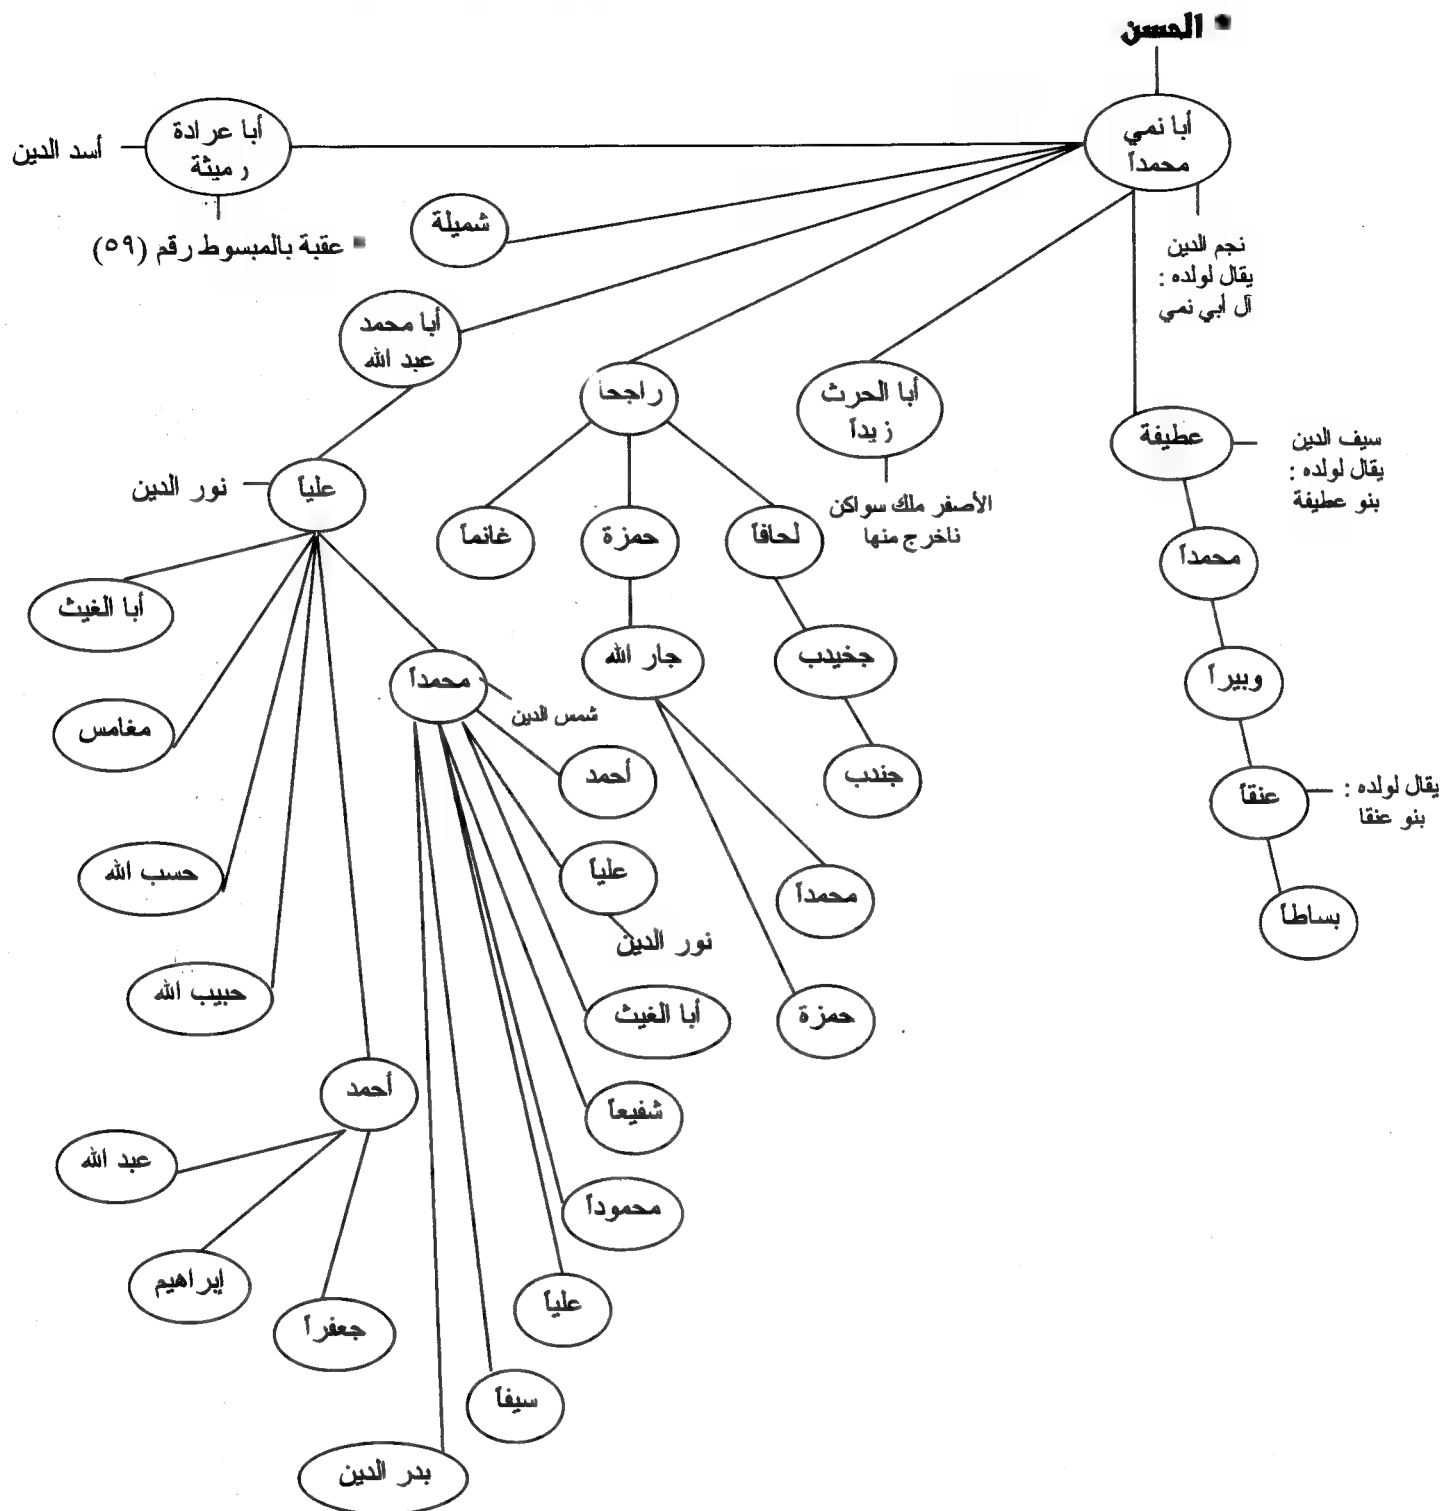 ▪ الحسن
أبا نمي
محمداً
أبا عرادة
رميثة
أسد الدين
▪ عقبة بالمبسوط رقم (٥٩)
شميلة
نجم الدين
يقال لولده :
آل أبي نمي
أبا محمد
عبد الله
راجحاً
أبا الحرث
زيداً
عطيفة
سيف الدين
يقال لولده :
بنو عطيفة
علياً
نور الدين
الأصفر ملك سواكن
ناخرج منها
غانماً
حمزة
لحافاً
محمداً
أبا الغيث
محمداً
شمس الدين
جار الله
جخيدب
وبيراً
مغامس
أحمد
جندب
عنقاً
يقال لولده :
بنو عنقا
حسب الله
علياً
نور الدين
محمداً
بساطاً
حبيب الله
أبا الغيث
حمزة
أحمد
شفيعاً
عبد الله
محموداً
إبراهيم
جعفراً
علياً
سيفاً
بدر الدين